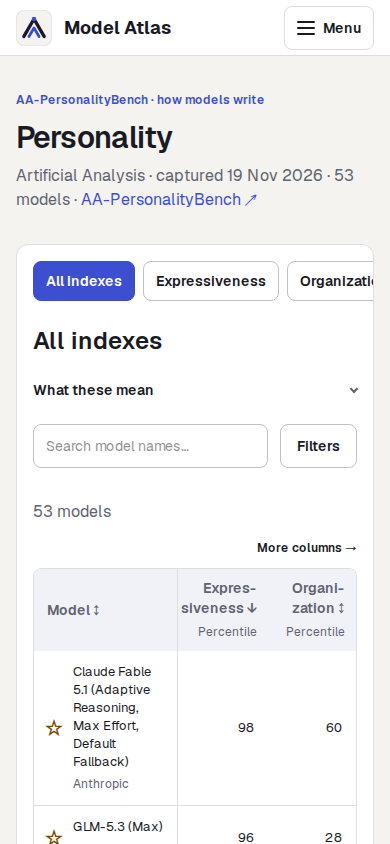 Model Atlas
Menu
AA-PersonalityBench · how models write
Personality
Artificial Analysis · captured 19 Nov 2026 · 53
models · AA-PersonalityBench ↗
All Indexes
Expressiveness
Organizatio
All indexes
What these mean
Search model names…
Filters
53 models
More columns →
Model ↕
Expres-
siveness ↓
Percentile
Organi-
zation ↕
Percentile
Claude Fable
5.1 (Adaptive
Reasoning,
Max Effort,
Default
Fallback)
Anthropic
98
60
GLM-5.3 (Max)
96
28